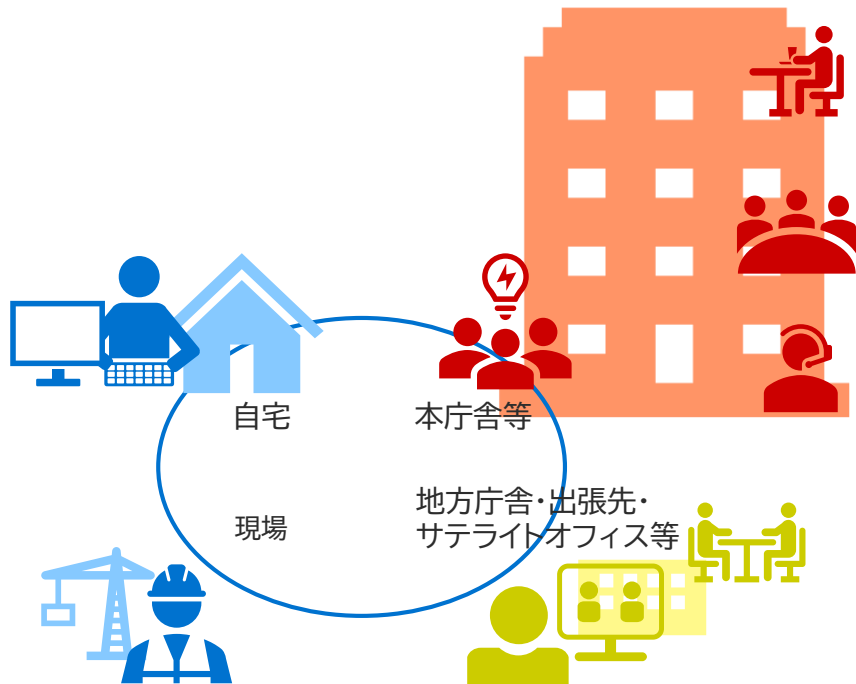 自宅
本庁舎等
現場
地方庁舎・出張先・
サテライトオフィス等